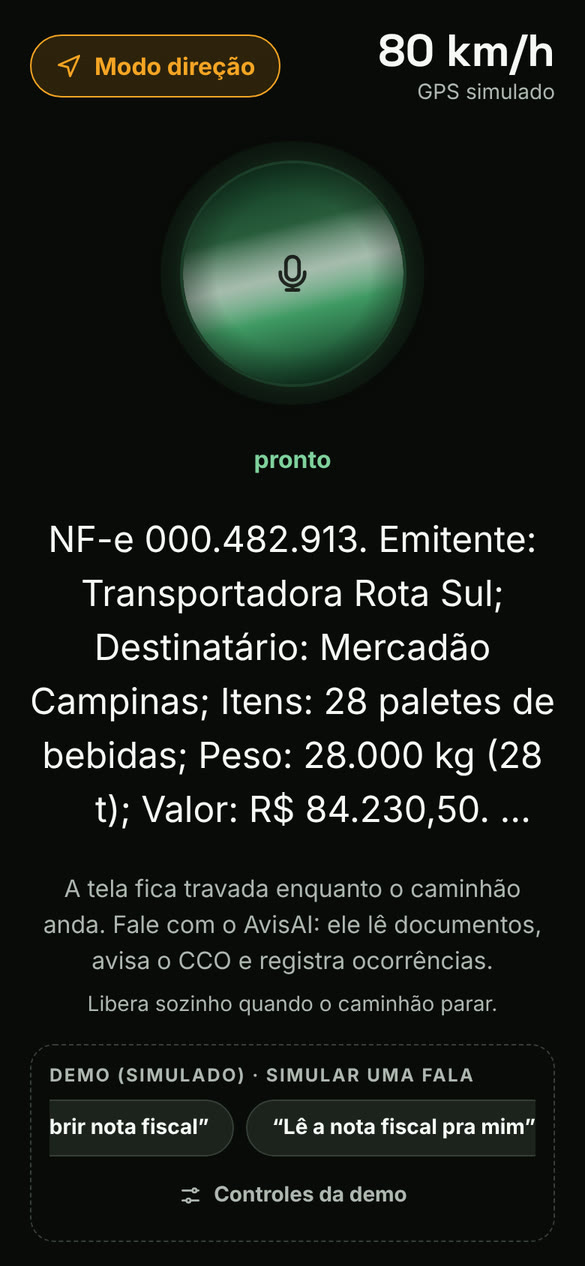 Modo direção
80 km/h
GPS simulado
pronto
NF-e 000.482.913. Emitente:
Transportadora Rota Sul;
Destinatário: Mercadão
Campinas; Itens: 28 paletes de
bebidas; Peso: 28.000 kg (28
t); Valor: R$ 84.230,50. ...
A tela fica travada enquanto o caminhão
anda. Fale com o AvisAI: ele lê documentos,
avisa o CCO e registra ocorrências.
Libera sozinho quando o caminhão parar.
DEMO (SIMULADO) · SIMULAR UMA FALA
brir nota fiscal”
“Lê a nota fiscal pra mim”
Controles da demo